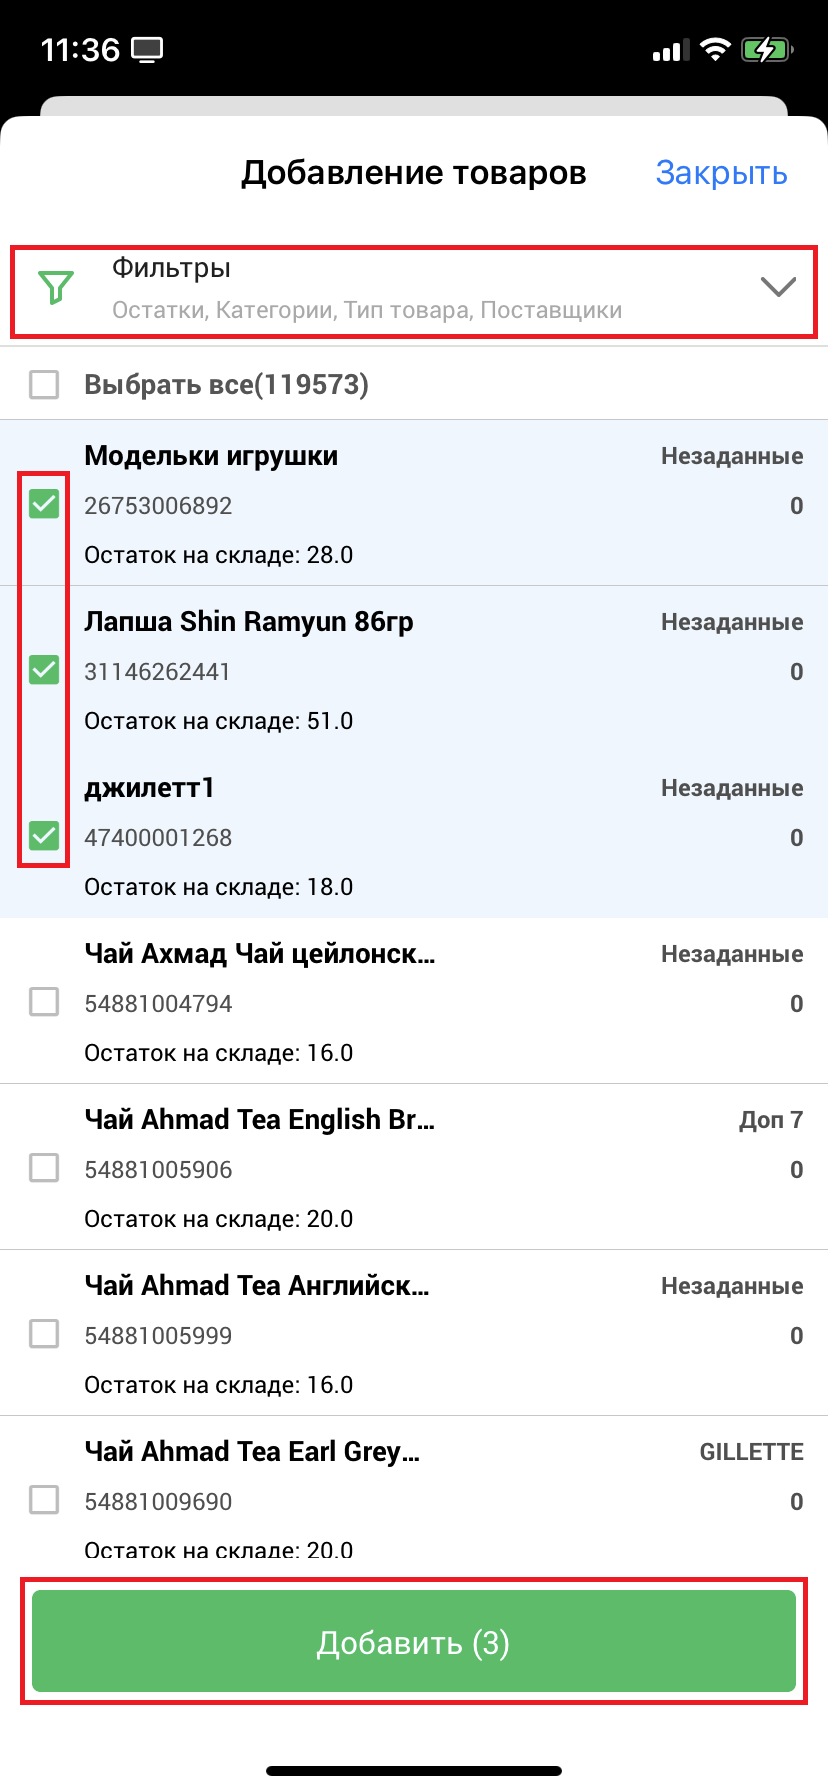 11:36
Добавление товаров Закрыть
Фильтры
Остатки, Категории, Тип товара, Поставщики
Выбрать все(119573)
Модельки игрушки Незаданные
26753006892 0
Остаток на складе: 28.0
Лапша Shin Ramyun 86гр Незаданные
31146262441 0
Остаток на складе: 51.0
джилетт1 Незаданные
47400001268 0
Остаток на складе: 18.0
Чай Ахмад Чай цейлонск... Незаданные
54881004794 0
Остаток на складе: 16.0
Чай Ahmad Tea English Br... Доп 7
54881005906 0
Остаток на складе: 20.0
Чай Ahmad Tea Английск... Незаданные
54881005999 0
Остаток на складе: 16.0
Чай Ahmad Tea Earl Grey... GILLETTE
54881009690 0
Остаток на складе: 20.0
Добавить (3)